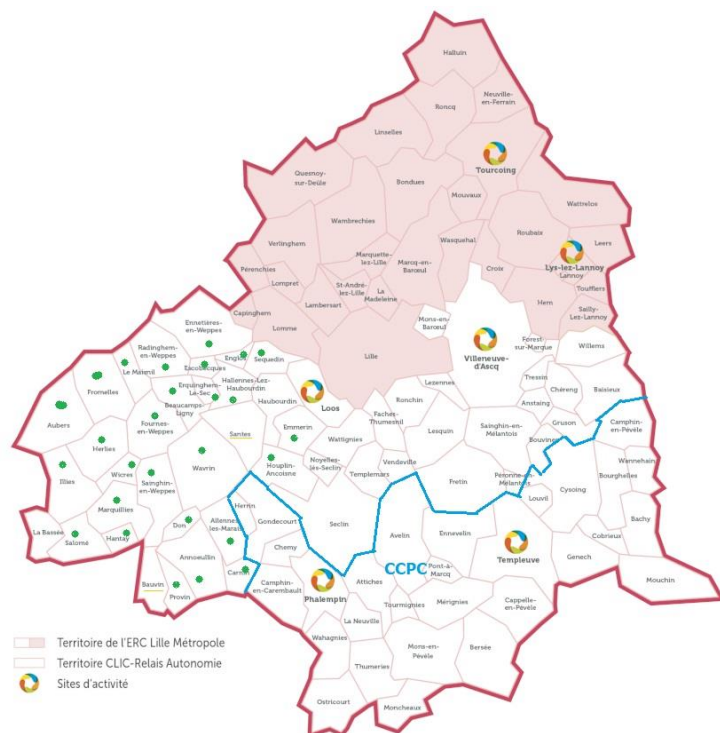 Halluin
Neuville-
en-Ferrain
Roncq
Linselles
Tourcoing
Quesnoy-
sur-Deûle
Bondues
Mouvaux
Wattrelos
Wambrechies
Roubaix
Wasquehal
Verlinghem
Leers
Marquette-
lez-Lille
Marcq-en-
Barœul
Croix
Lys-lez-Lannoy
Lannoy
Pérenchies
Lompret
St-André
-lez-Lille
La
Madeleine
Toufflers
Lambersart
Hem
Sailly-
Lez-Lannoy
Capinghem
Mons-en-
Barœul
Ennetières-
en-Weppes
Lomme
Villeneuve-
d'Ascq
Forest-
sur-Marque
Willems
Radinghem-
en-Weppes
Englos
Sequedin
Lille
Le Maisnil
Escobecques
Tressin
Hallennes-Lez-
Haubourdin
Lezennes
Chéreng
Baisieux
Fromelles
Erquinghem-
Le-Sec
Beaucamps-
Ligny
Haubourdin
Loos
Ronchin
Anstaing
Faches-
Thumesnil
Gruson
Camphin-
en-Pévèle
Aubers
Fournes-
en-Weppes
Santes
Emmerin
Wattignies
Lesquin
Sainghin-en-
Mélantois
Bouvines
Herlies
Wavrin
Houplin-
Ancoisne
Noyelles-
lès-Seclin
Templemars
Vendeville
Wannehain
Illies
Wicres
Sainghin-
en-Weppes
Fretin
Péronne-en-
Mélantois
Louvil
Cysoing
Bourghelles
Marquillies
Herrin
Bachy
La Bassée
Salomé
Hantay
Don
Allennes
les-Marais
Gondecourt
Seclin
Avelin
Ennevelin
Cobrieux
Annoeullin
Chemy
Templeuve
Genech
Mouchin
Bauvin
Provin
Carnin
Camphin-
en-Carembault
Phalempin
Attiches
CCPC
Pont-à-
Marcq
Tourmignies
Mérignies
Cappelle-
en-Pévèle
La Neuville
Wahagnies
Mons-en-
Pévèle
Bersée
Thumeries
Ostricourt
Moncheaux
Territoire de l'ERC Lille Métropole
Territoire CLIC-Relais Autonomie
Sites d'activité